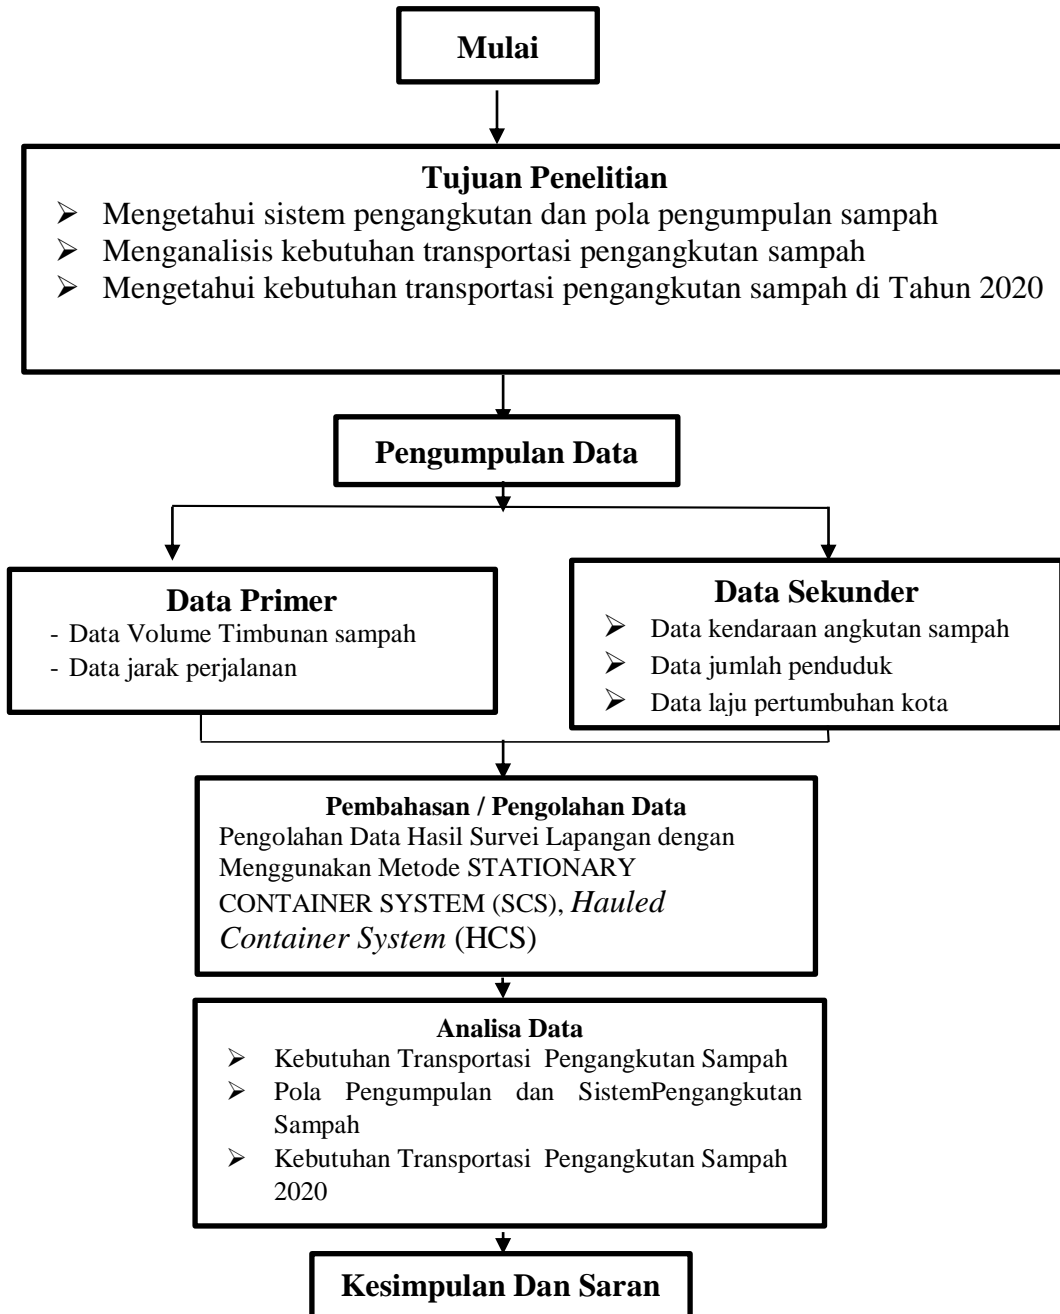 Mulai
Tujuan Penelitian
➢ Mengetahui sistem pengangkutan dan pola pengumpulan sampah
➢ Menganalisis kebutuhan transportasi pengangkutan sampah
➢ Mengetahui kebutuhan transportasi pengangkutan sampah di Tahun 2020
Pengumpulan Data
Data Primer
- Data Volume Timbunan sampah
- Data jarak perjalanan
Data Sekunder
➢ Data kendaraan angkutan sampah
➢ Data jumlah penduduk
➢ Data laju pertumbuhan kota
Pembahasan / Pengolahan Data
Pengolahan Data Hasil Survei Lapangan dengan
Menggunakan Metode STATIONARY
CONTAINER SYSTEM (SCS), Hauled
Container System (HCS)
Analisa Data
➢ Kebutuhan Transportasi Pengangkutan Sampah
➢ Pola Pengumpulan dan SistemPengangkutan
Sampah
➢ Kebutuhan Transportasi Pengangkutan Sampah
2020
Kesimpulan Dan Saran